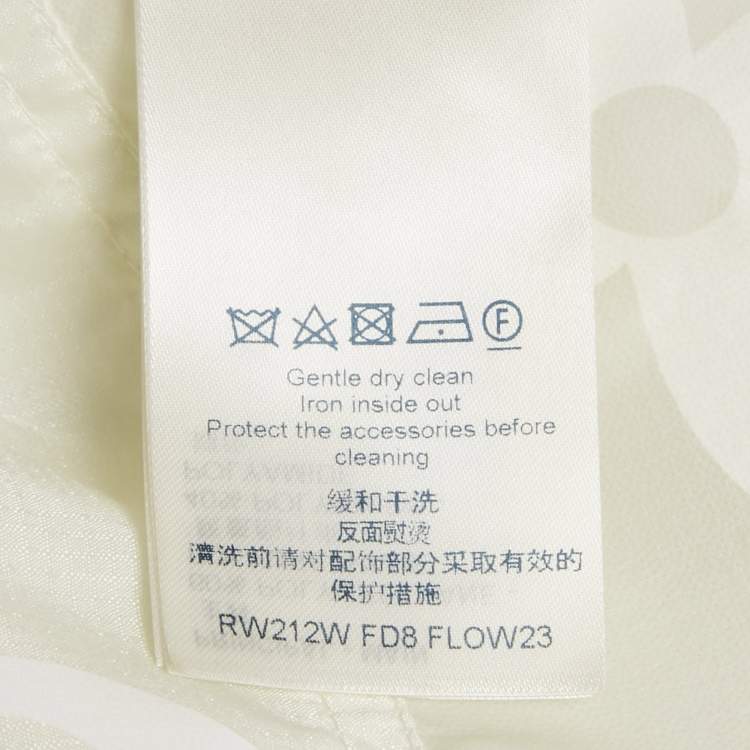 F
Gentle dry clean
Iron inside out
Protect the accessories before
cleaning
缓和干洗
反面熨烫
清洗前请对配饰部分采取有效的
保护措施
RW212W FD8 FLOW23